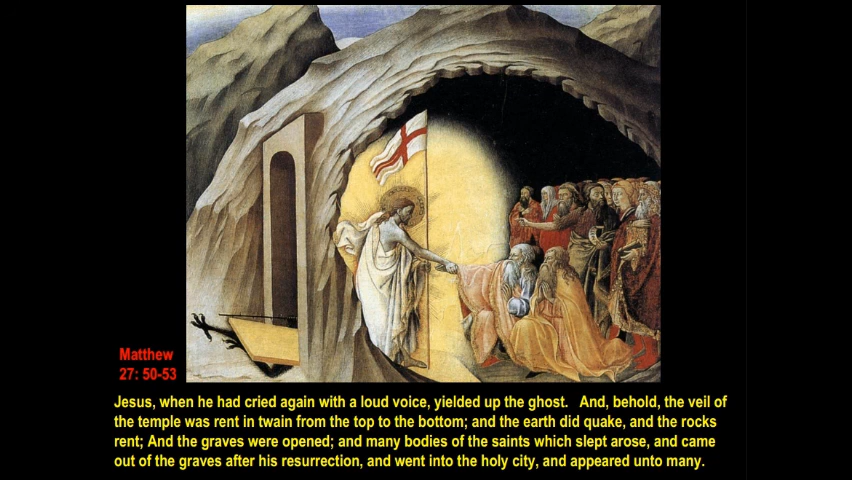 Matthew
27: 50-53
Jesus, when he had cried again with a loud voice, yielded up the ghost.   And, behold, the veil of
the temple was rent in twain from the top to the bottom; and the earth did quake, and the rocks
rent; And the graves were opened; and many bodies of the saints which slept arose, and came
out of the graves after his resurrection, and went into the holy city, and appeared unto many.